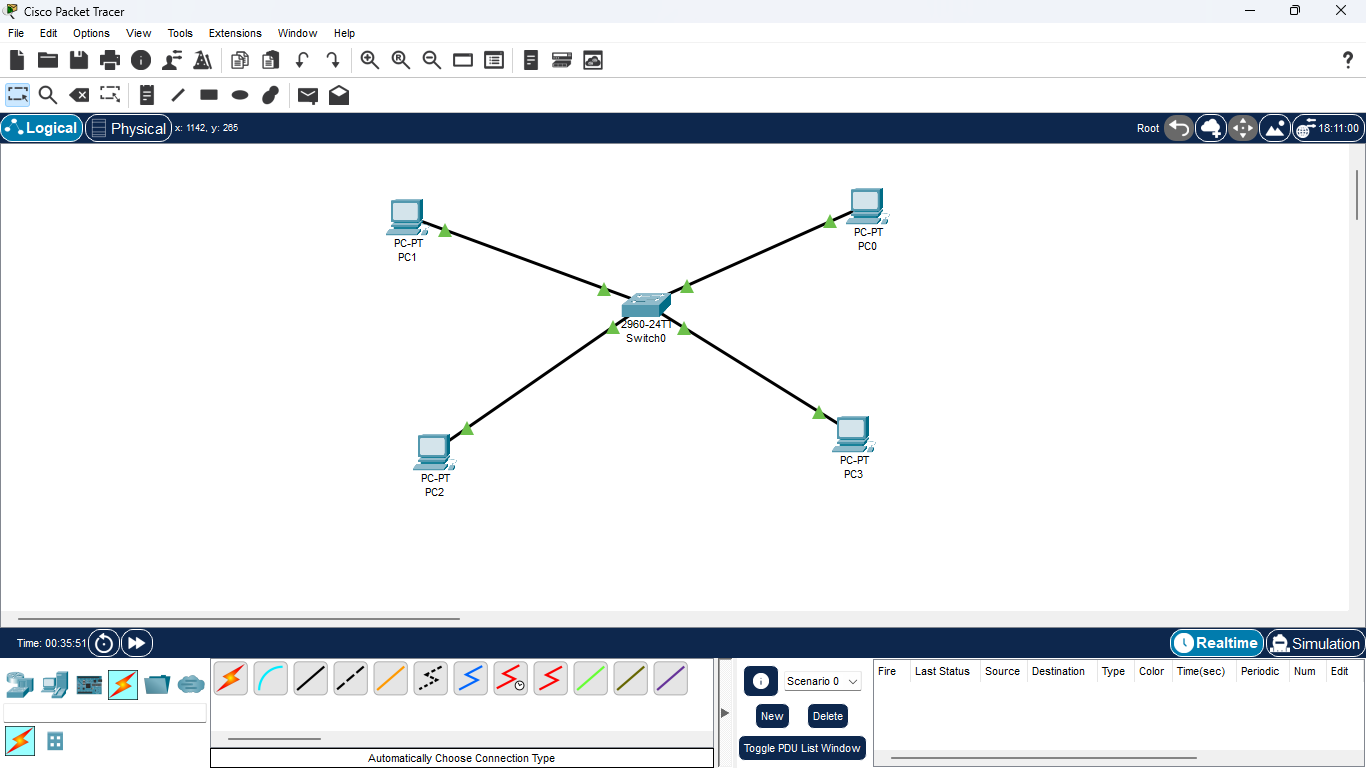 Cisco Packet Tracer
File Edit Options View Tools Extensions Window Help
Logical Physical x: 1142, y: 265 Root 18:11:00
PC-PT
PC1
PC-PT
PC0
2960-24TT
Switch0
PC-PT
PC2
PC-PT
PC3
Time: 00:35:51 Realtime Simulation
Fire Last Status Source Destination Type Color Time(sec) Periodic Num Edit
Scenario 0
New Delete
Toggle PDU List Window
Automatically Choose Connection Type